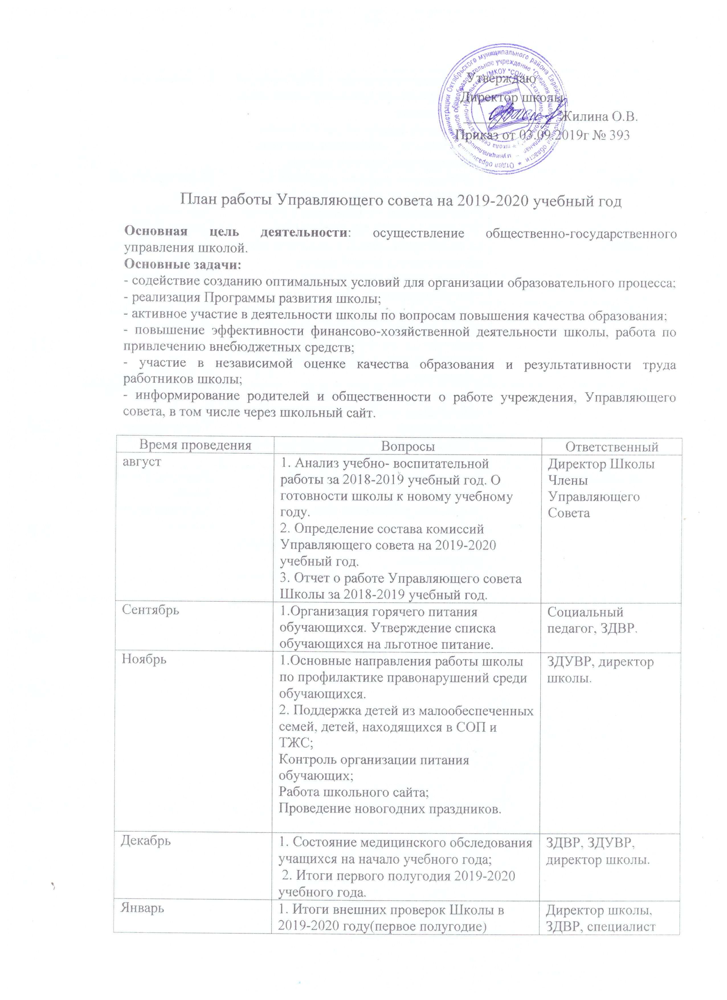 Утверждаю
Директор школы
Жилина О.В.
Приказ от 03.09.2019г № 393
План работы Управляющего совета на 2019-2020 учебный год
Основная цель деятельности: осуществление общественно-государственного
управления школой.
Основные задачи:
- содействие созданию оптимальных условий для организации образовательного процесса;
- реализация Программы развития школы;
- активное участие в деятельности школы по вопросам повышения качества образования;
- повышение эффективности финансово-хозяйственной деятельности школы, работа по
привлечению внебюджетных средств;
- участие в независимой оценке качества образования и результативности труда
работников школы;
- информирование родителей и общественности о работе учреждения, Управляющего
совета, в том числе через школьный сайт.
Время проведения Вопросы Ответственный
август
1. Анализ учебно- воспитательной
работы за 2018-2019 учебный год. О
готовности школы к новому учебному
году.
2. Определение состава комиссий
Управляющего совета на 2019-2020
учебный год.
3. Отчет о работе Управляющего совета
Школы за 2018-2019 учебный год.
Директор Школы
Члены
Управляющего
Совета
Сентябрь
1.Организация горячего питания
обучающихся. Утверждение списка
обучающихся на льготное питание.
Социальный
педагог, ЗДВР.
Ноябрь
1.Основные направления работы школы
по профилактике правонарушений среди
обучающихся.
2. Поддержка детей из малообеспеченных
семей, детей, находящихся в СОП и
ТЖС;
Контроль организации питания
обучающих;
Работа школьного сайта;
Проведение новогодних праздников.
ЗДУВР, директор
школы.
Декабрь
1. Состояние медицинского обследования
учащихся на начало учебного года;
2. Итоги первого полугодия 2019-2020
учебного года.
ЗДВР, ЗДУВР,
директор школы.
Январь
1. Итоги внешних проверок Школы в
2019-2020 году(первое полугодие)
Директор школы,
ЗДВР, специалист